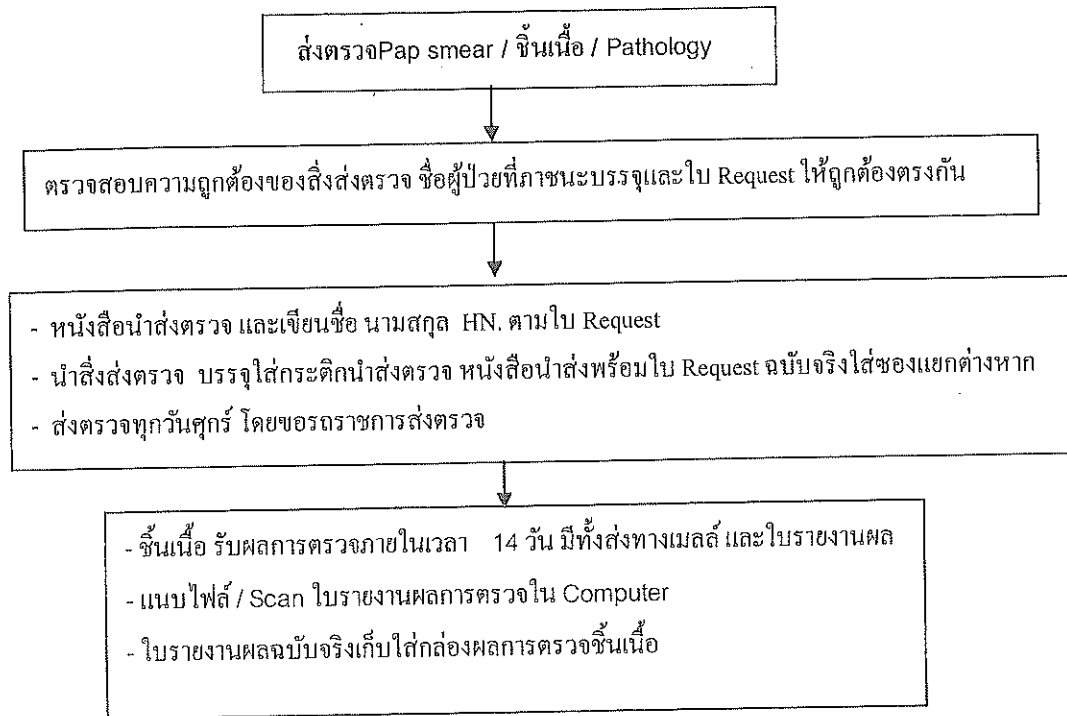 ส่งตรวจPap smear / ชิ้นเนื้อ / Pathology
ตรวจสอบความถูกต้องของสิ่งส่งตรวจ ชื่อผู้ป่วยที่ภาชนะบรรจุและใบ Request ให้ถูกต้องตรงกัน
- หนังสือนำส่งตรวจ และเขียนชื่อ นามสกุล HN. ตามใบ Request
- นำสิ่งส่งตรวจ บรรจุใส่กระติกนำส่งตรวจ หนังสือนำส่งพร้อมใบ Request ฉบับจริงใส่ซองแยกต่างหาก
- ส่งตรวจทุกวันศุกร์ โดยขอรถราชการส่งตรวจ
- ชิ้นเนื้อ รับผลการตรวจภายในเวลา 14 วัน มีทั้งส่งทางเมลล์ และใบรายงานผล
- แนบไฟล์ / Scan ใบรายงานผลการตรวจใน Computer
- ใบรายงานผลฉบับจริงเก็บใส่กล่องผลการตรวจชิ้นเนื้อ